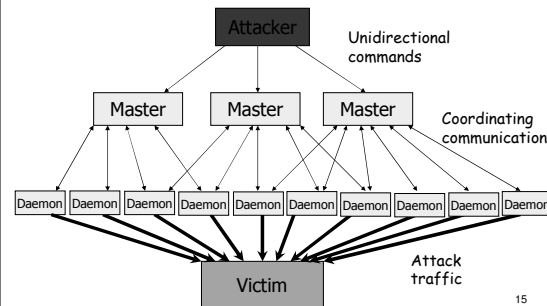 Attacker
Unidirectional
commands
Master Master Master
Coordinating
communication
Daemon Daemon Daemon Daemon Daemon Daemon Daemon Daemon Daemon Daemon
Attack
traffic
Victim
15